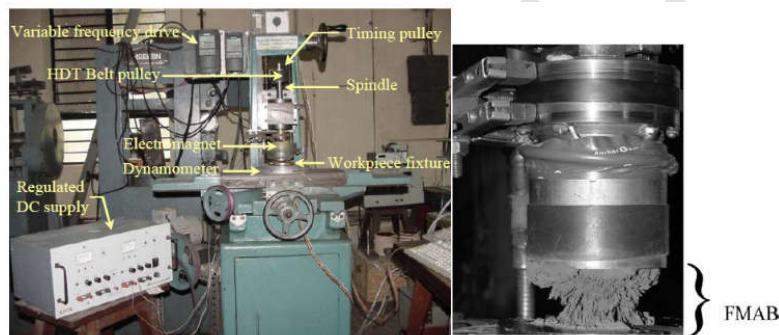 Variable frequency drive
Timing pulley
HDT Belt pulley
Spindle
Electromagnet
Workpiece fixture
Dynamometer
Regulated
DC supply
FMAB